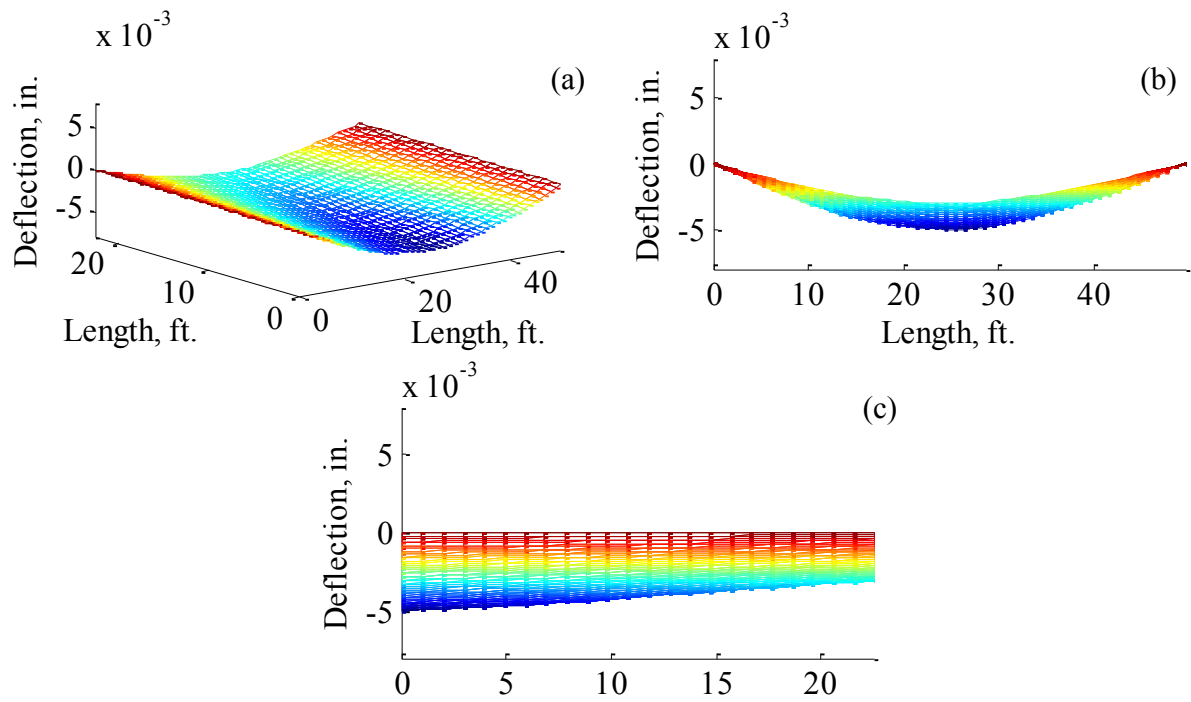 x 10-3
(a)
Deflection, in.
5
0
-5
20
10
0
0
20
40
Length, ft.
Length, ft.
x 10-3
(b)
Deflection, in.
5
0
-5
0 10 20 30 40
Length, ft.
x 10-3
(c)
Deflection, in.
5
0
-5
0 5 10 15 20